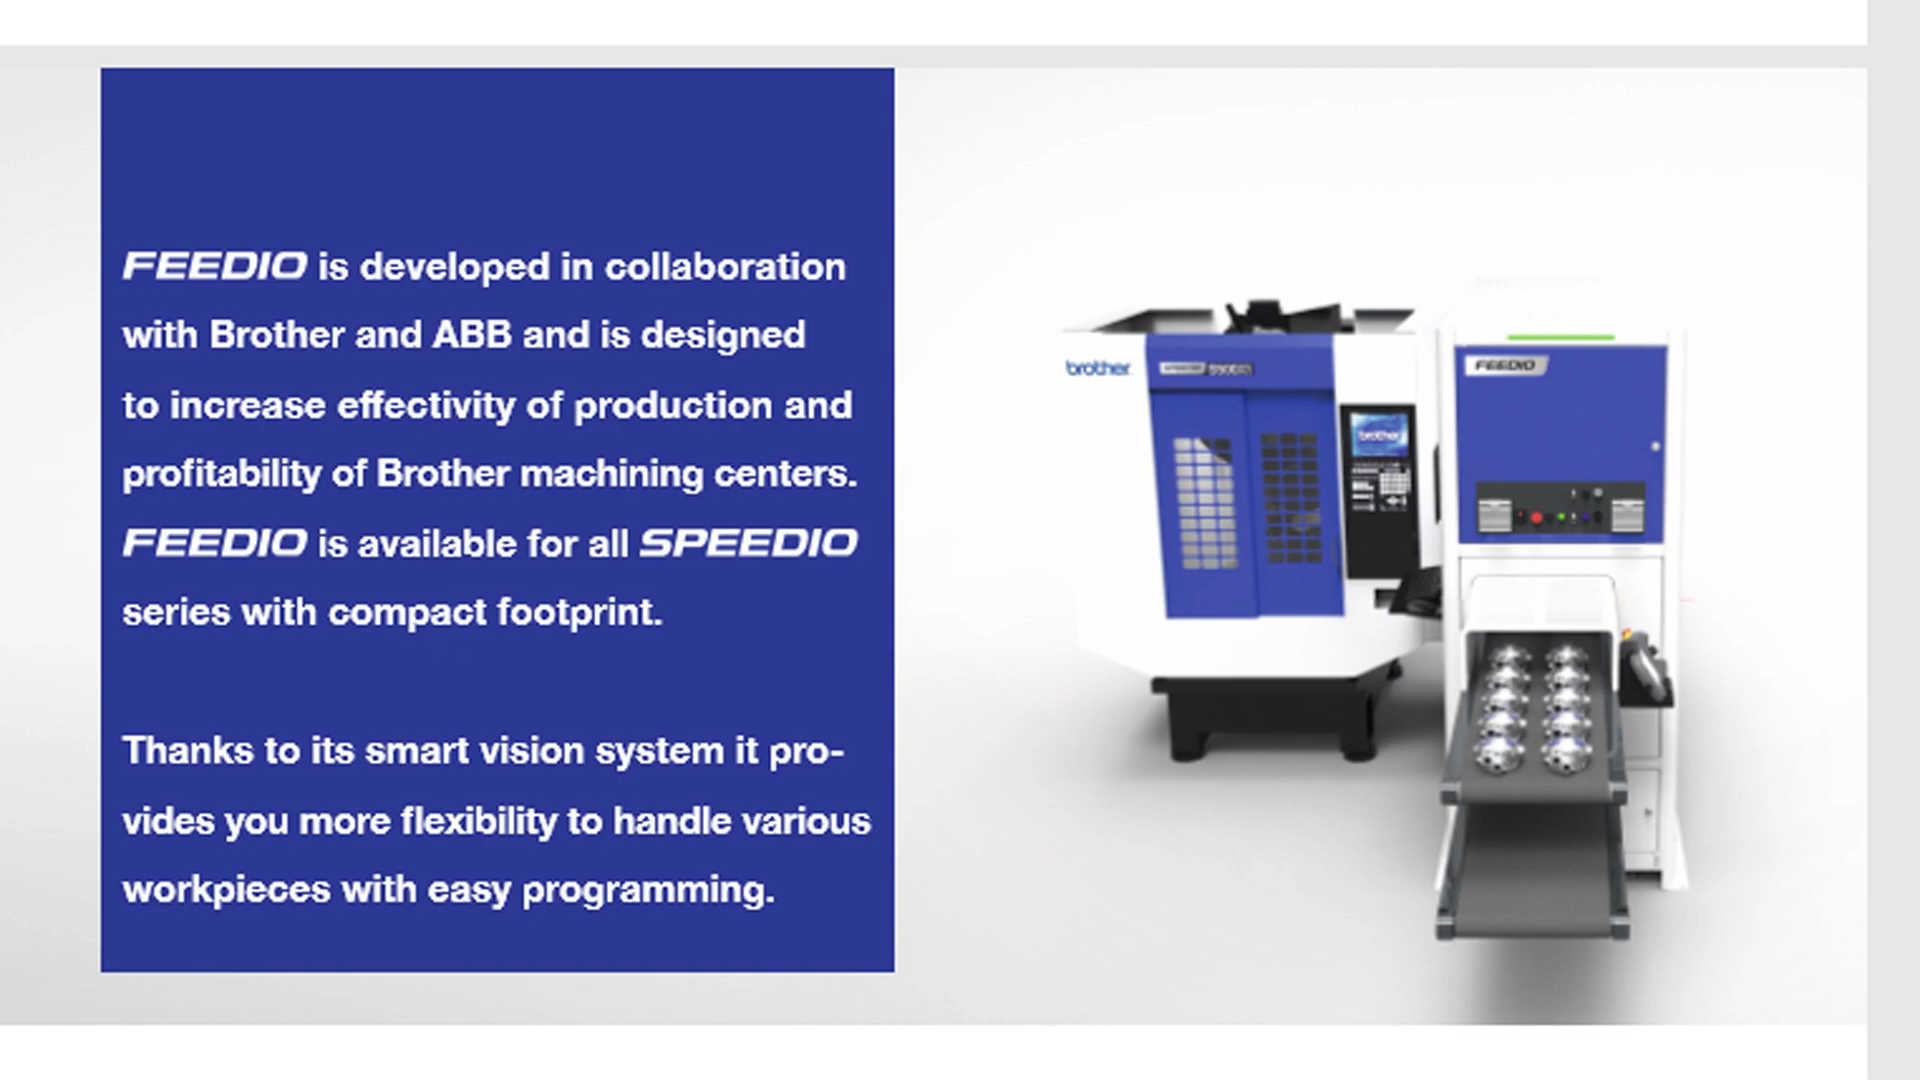 FEEDIO is developed in collaboration
with Brother and ABB and is designed
to increase effectivity of production and
profitability of Brother machining centers.
FEEDIO is available for all SPEEDIO
series with compact footprint.
Thanks to its smart vision system it pro-
vides you more flexibility to handle various
workpieces with easy programming.
brother
FEEDIO
brother